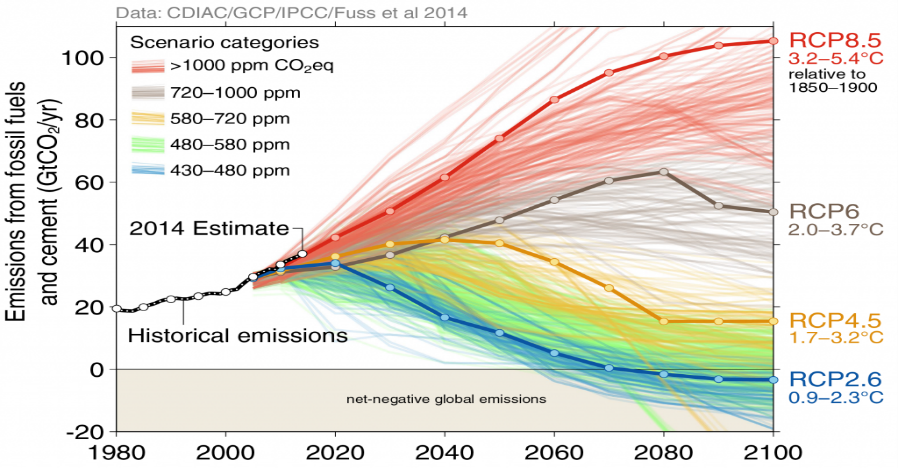 Data: CDIAC/GCP/IPCC/Fuss et al 2014
Scenario categories
>1000 ppm CO₂eq
720–1000 ppm
580–720 ppm
480–580 ppm
430–480 ppm
2014 Estimate
Historical emissions
net-negative global emissions
Emissions from fossil fuels
and cement (GtCO₂/yr)
100
80
60
40
20
0
-20
1980
2000
2020
2040
2060
2080
2100
RCP8.5
3.2–5.4°C
relative to
1850–1900
RCP6
2.0–3.7°C
RCP4.5
1.7–3.2°C
RCP2.6
0.9–2.3°C